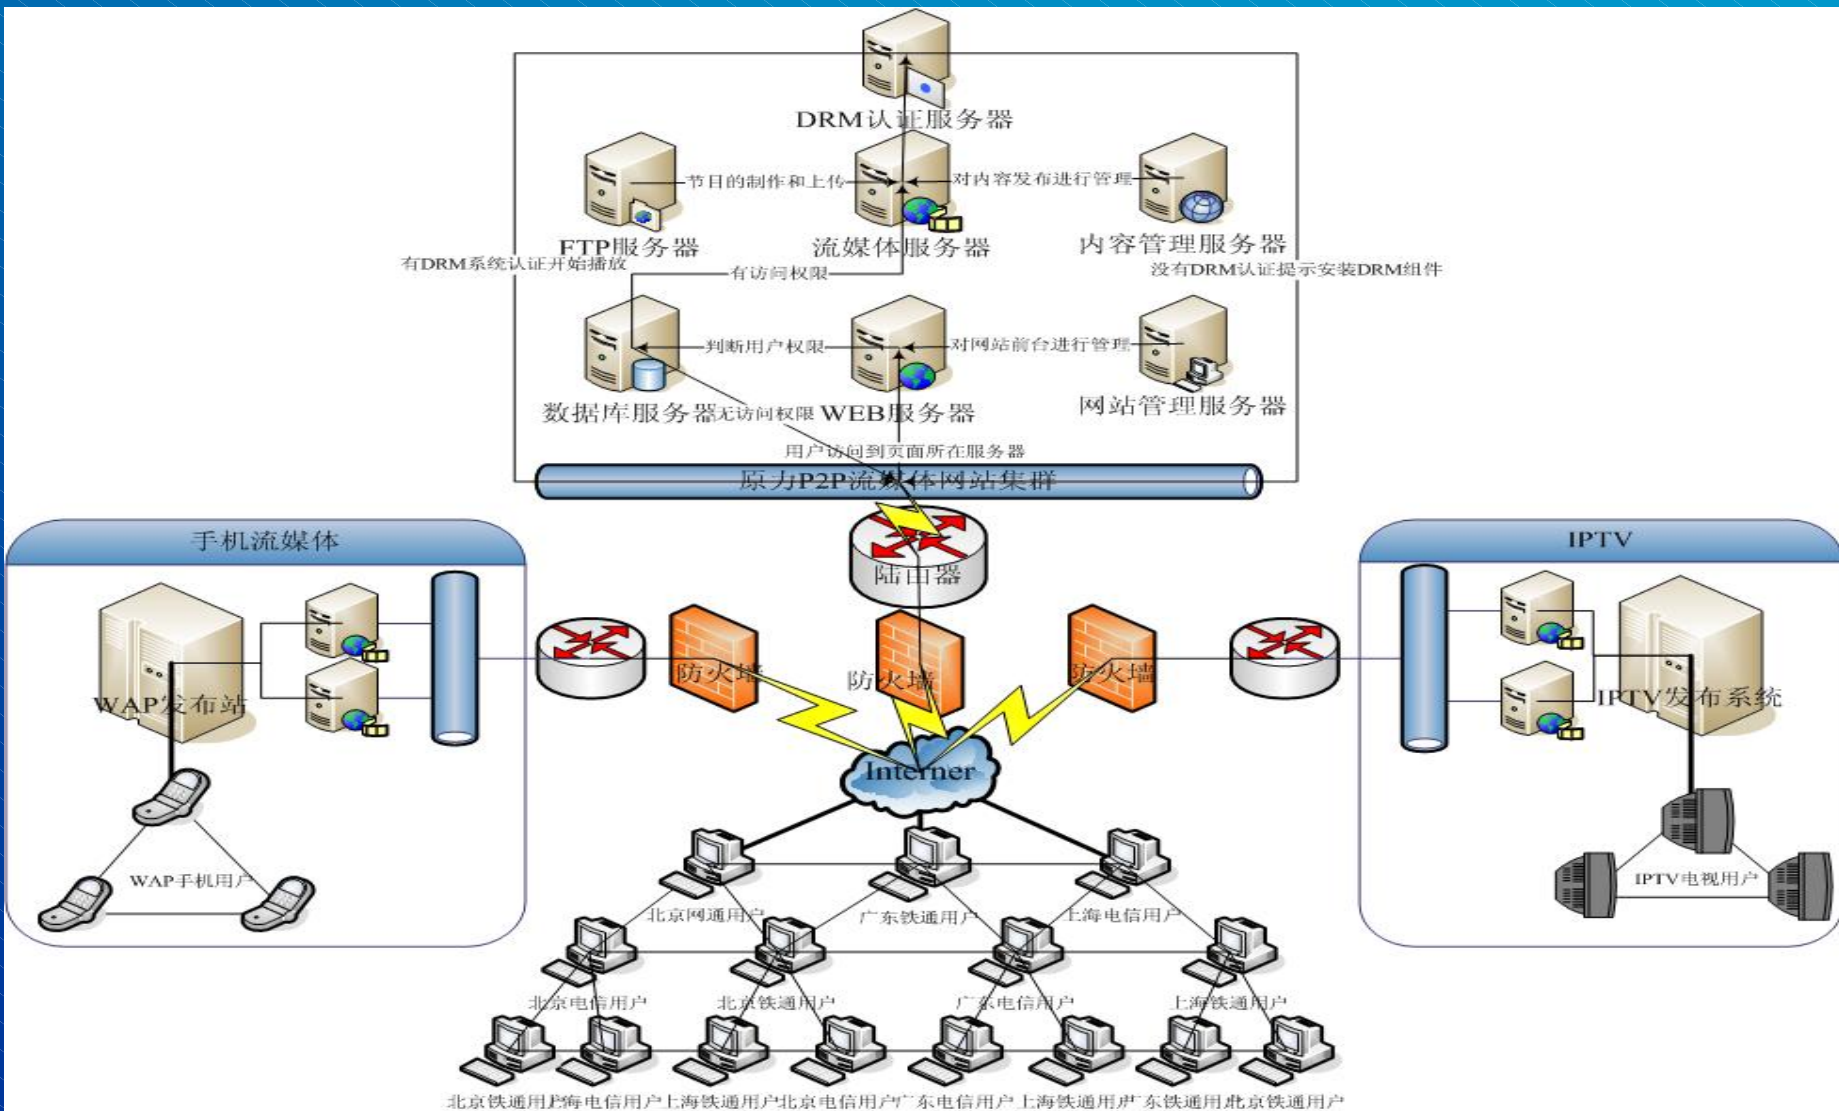 DRM认证服务器
节目的制作和上传
对内容发布进行管理
FTP服务器
流媒体服务器
内容管理服务器
有DRM系统认证开始播放
有访问权限
没有DRM认证提示安装DRM组件
判断用户权限
对网站前台进行管理
数据库服务器
无访问权限
WEB服务器
网站管理服务器
用户访问到页面所在服务器
原力P2P流媒体网站集群
手机流媒体
IPTV
陆由器
防火墙
防火墙
防火墙
WAP发布站
IPTV发布系统
Interner
WAP手机用户
IPTV电视用户
北京网通用户
广东铁通用户
上海电信用户
北京电信用户
北京铁通用户
广东电信用户
上海铁通用户
北京铁通用户
上海电信用户
上海铁通用户
北京电信用户
广东电信用户
上海铁通用户
广东铁通用户
北京铁通用户